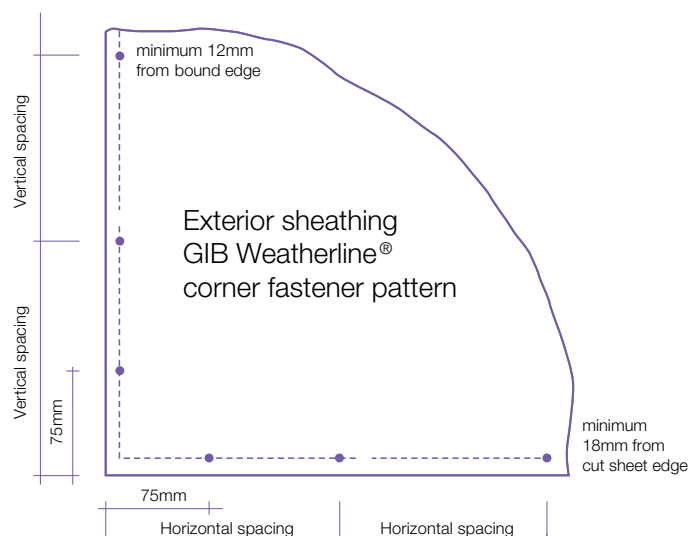 minimum 12mm
from bound edge
Vertical spacing
Exterior sheathing
GIB Weatherline®
corner fastener pattern
Vertical spacing
75mm
minimum
18mm from
cut sheet edge
75mm
Horizontal spacing
Horizontal spacing